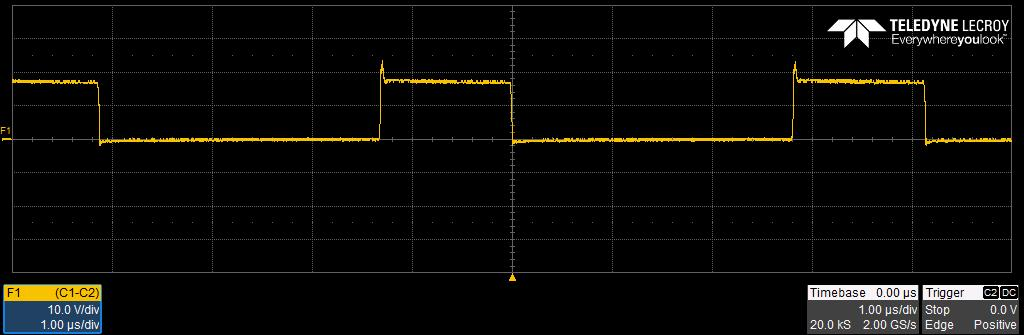 TELEDYNE LECROY
Everywhereyoulook™
F1
F1 (C1-C2)
10.0 V/div
1.00 µs/div
Timebase 0.00 µs
1.00 µs/div
20.0 kS 2.00 GS/s
Trigger C2 DC
Stop 0.0 V
Edge Positive